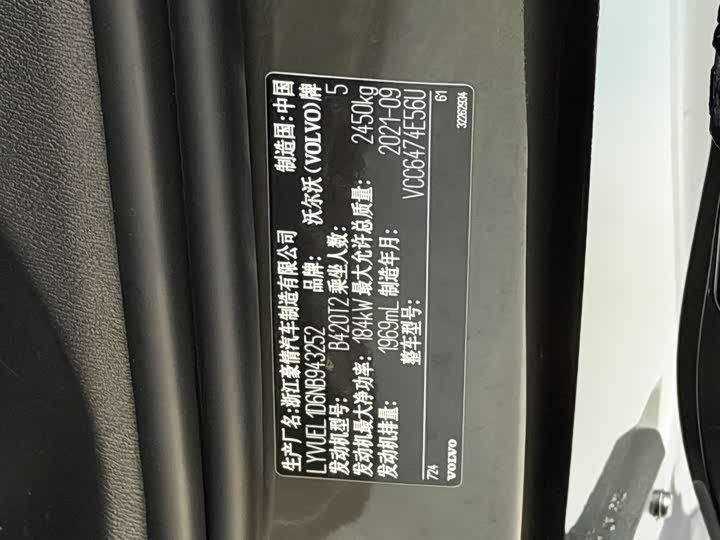 生产厂名:浙江豪情汽车制造有限公司 制造国:中国
LYVUEL1D6NB943252 品牌: 沃尔沃(VOLVO)牌
发动机型号: B420T2 乘坐人数: 5
发动机最大净功率: 184kW 最大允许总质量: 2450kg
发动机排量: 1969mL 制造年月: 2021-09
整车型号: VCC6474E56U
724 61
VOLVO 32262934